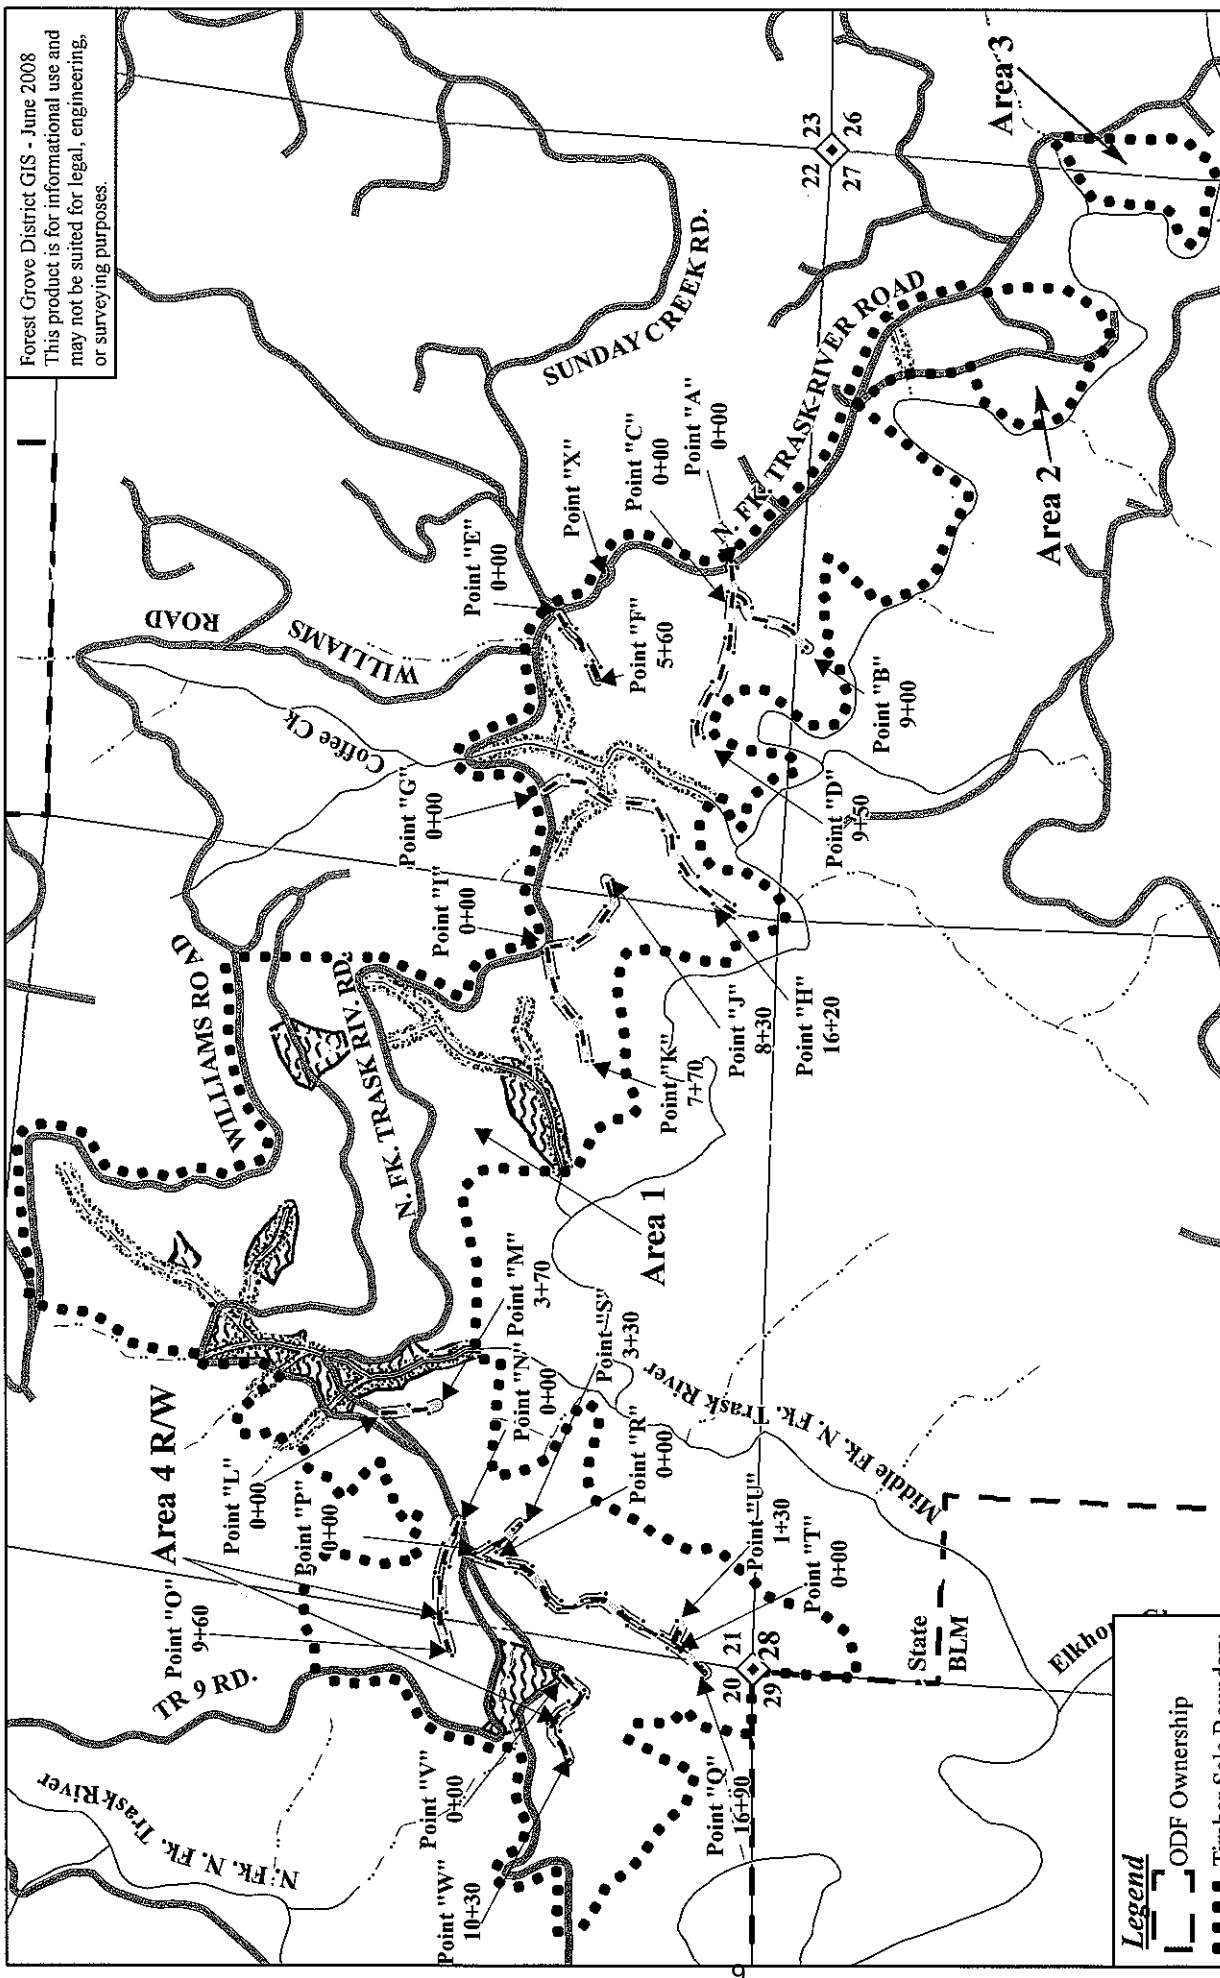 Forest Grove District GIS - June 2008
This product is for informational use and
may not be suited for legal, engineering,
or surveying purposes.
22
23
27
26
Area 3
SUNDAY CREEK RD.
N. FK. TRASK RIVER ROAD
Area 2
Point "X"
Point "C"
0+00
Point "A"
0+00
Point "E"
0+00
Point "F"
5+60
Point "B"
9+00
Point "D"
9+50
WILLIAMS
ROAD
Coffee Ck
Point "G"
0+00
Point "I"
0+00
Point "J"
8+30
Point "H"
16+20
Point "K"
7+70
WILLIAMS RO AD
N. FK. TRASK RIV. RD.
Area 1
Area 4 R/W
Point "M"
3+70
Point "N"
0+00
Point "S"
3+30
Point "R"
0+00
Point "L"
0+00
Point "P"
0+00
Point "O"
9+60
Middle Fk. N. Fk. Trask River
Point "U"
1+30
Point "T"
0+00
TR 9 RD.
20
21
29
28
State
BLM
N. Fk. N. Fk. Trask River
Point "V"
0+00
Point "W"
10+30
Point "Q"
16+90
Legend
ODF Ownership
Timber Sale Boundary
9